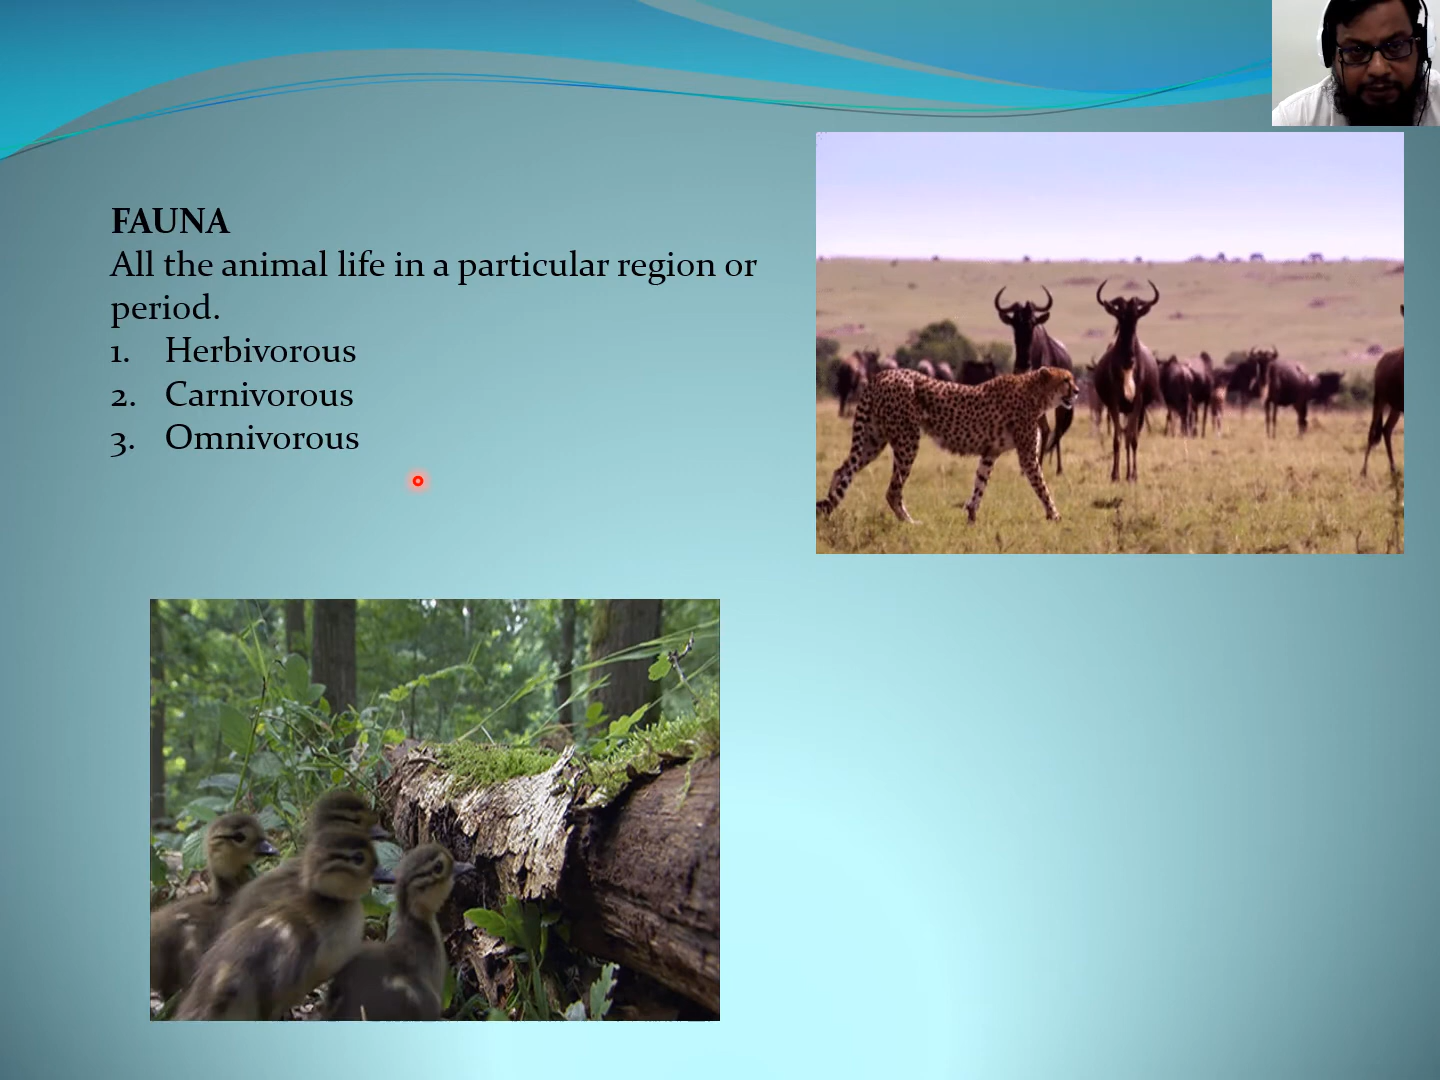 FAUNA
All the animal life in a particular region or
period.
1. Herbivorous
2. Carnivorous
3. Omnivorous